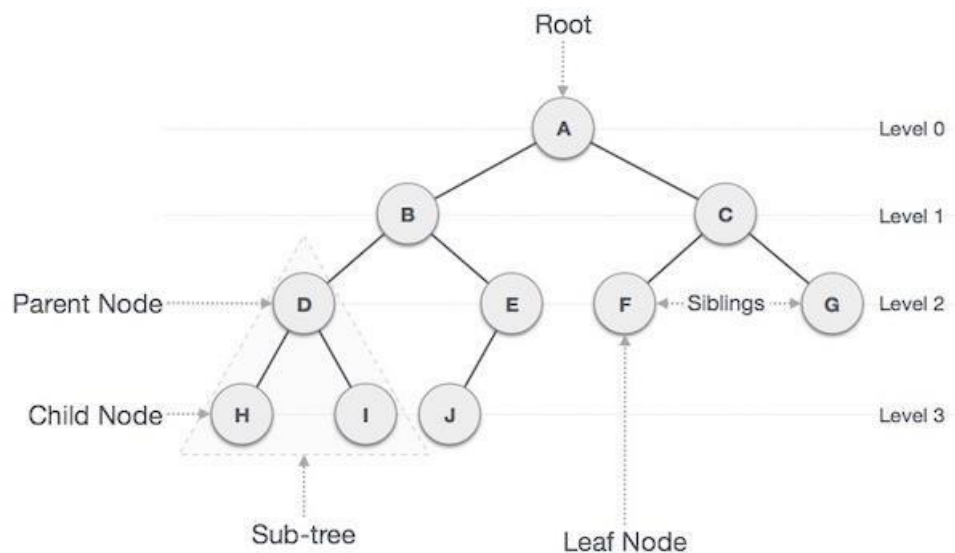 Root
A
Level 0
B
C
Level 1
Parent Node
D
E
F
Siblings
G
Level 2
Child Node
H
I
J
Level 3
Sub-tree
Leaf Node